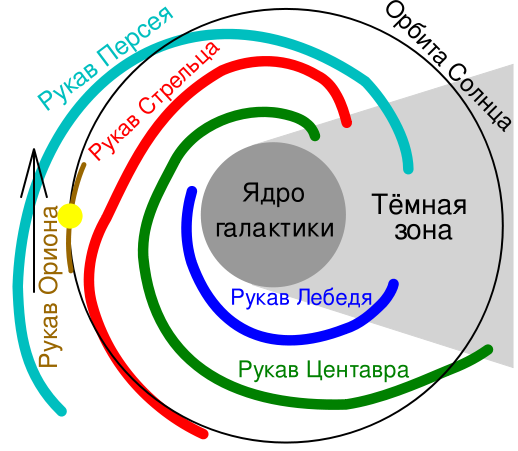 Рукав Персея
Орбита Солнца
Рукав Стрельца
Ядро
галактики
Тёмная
зона
Рукав Ориона
Рукав Лебедя
Рукав Центавра